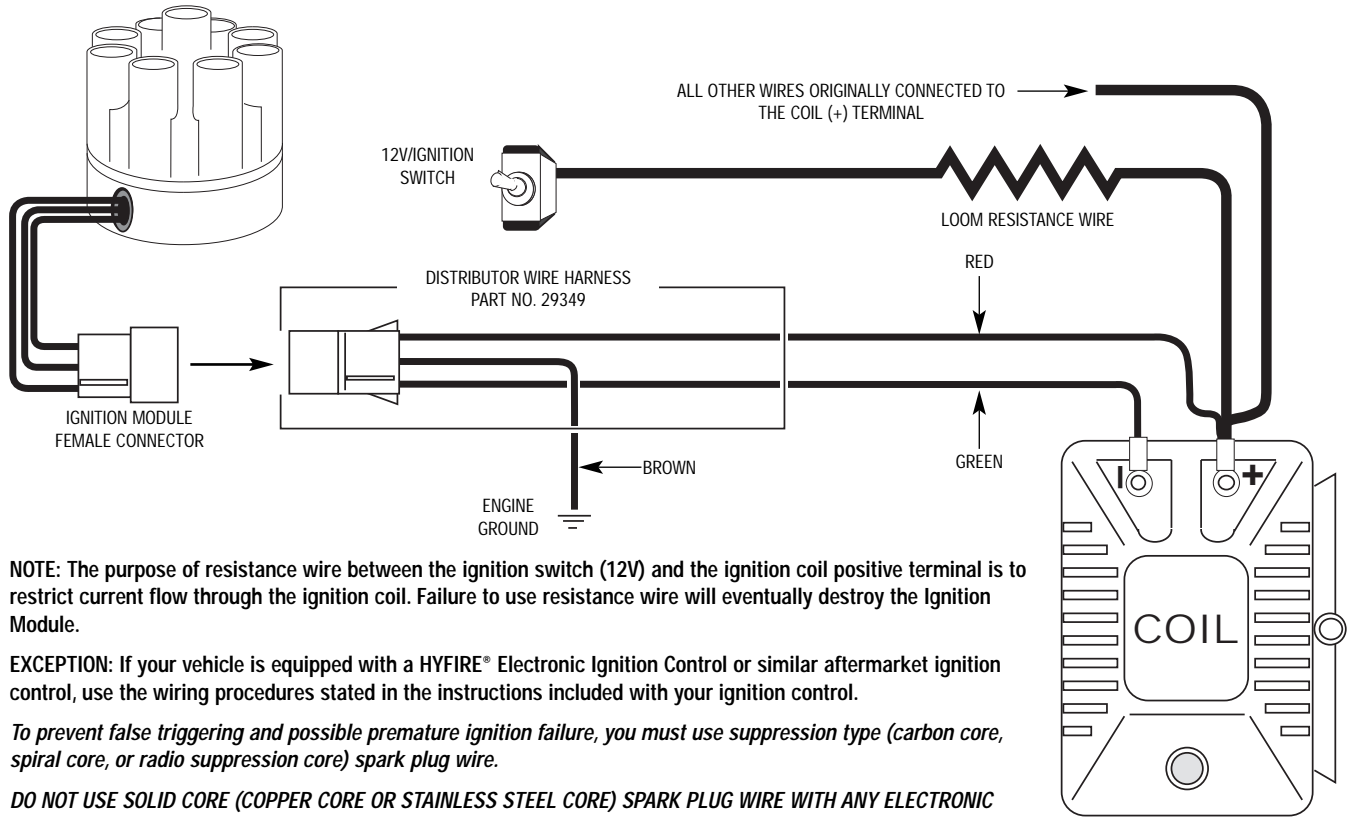 ALL OTHER WIRES ORIGINALLY CONNECTED TO
THE COIL (+) TERMINAL
12V/IGNITION
SWITCH
LOOM RESISTANCE WIRE
RED
DISTRIBUTOR WIRE HARNESS
PART NO. 29349
IGNITION MODULE
FEMALE CONNECTOR
GREEN
BROWN
ENGINE
GROUND
+
COIL
NOTE: The purpose of resistance wire between the ignition switch (12V) and the ignition coil positive terminal is to
restrict current flow through the ignition coil. Failure to use resistance wire will eventually destroy the Ignition
Module.
EXCEPTION: If your vehicle is equipped with a HYFIRE® Electronic Ignition Control or similar aftermarket ignition
control, use the wiring procedures stated in the instructions included with your ignition control.
To prevent false triggering and possible premature ignition failure, you must use suppression type (carbon core,
spiral core, or radio suppression core) spark plug wire.
DO NOT USE SOLID CORE (COPPER CORE OR STAINLESS STEEL CORE) SPARK PLUG WIRE WITH ANY ELECTRONIC